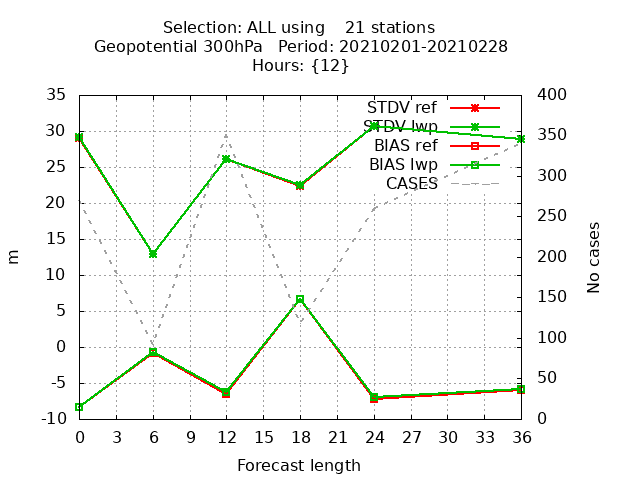 Selection: ALL using    21 stations
Geopotential 300hPa   Period: 20210201-20210228
Hours: {12}
35
30
25
20
15
10
5
0
-5
-10
m
400
350
300
250
200
150
100
50
0
No cases
STDV ref
STDV lwp
BIAS ref
BIAS lwp
CASES
0 3 6 9 12 15 18 21 24 27 30 33 36
Forecast length